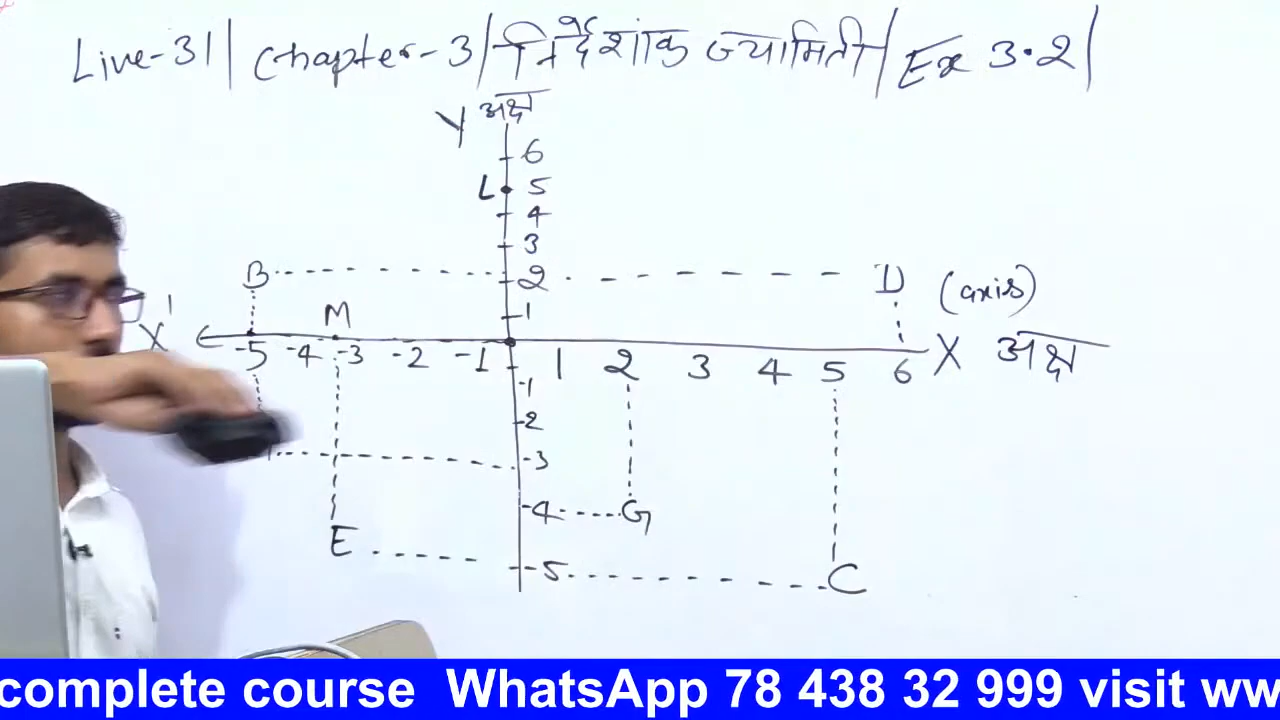 Live-31 | Chapter-3 | निर्देशांक ज्यामिती | Ex 3.2 |
Y अक्ष
6
L 5
4
3
B 2 D (axis)
M 1
X' -5 -4 -3 -2 -1 1 2 3 4 5 6 X अक्ष
-1
-2
-3
-4 G
E
-5 C
complete course WhatsApp 78 438 32 999 visit ww